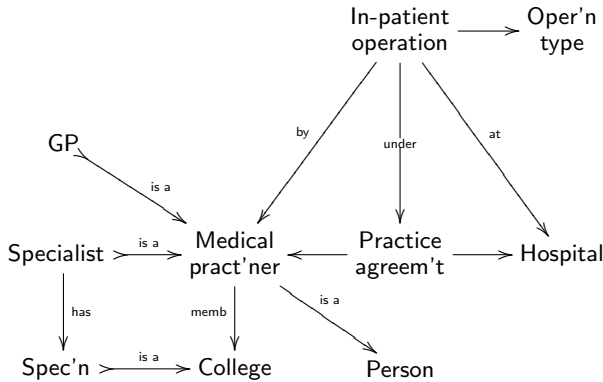 In-patient
operation
Oper'n
type
by
under
at
GP
is a
Specialist
is a
Medical
pract'ner
Practice
agreem't
Hospital
has
memb
is a
Spec'n
is a
College
Person